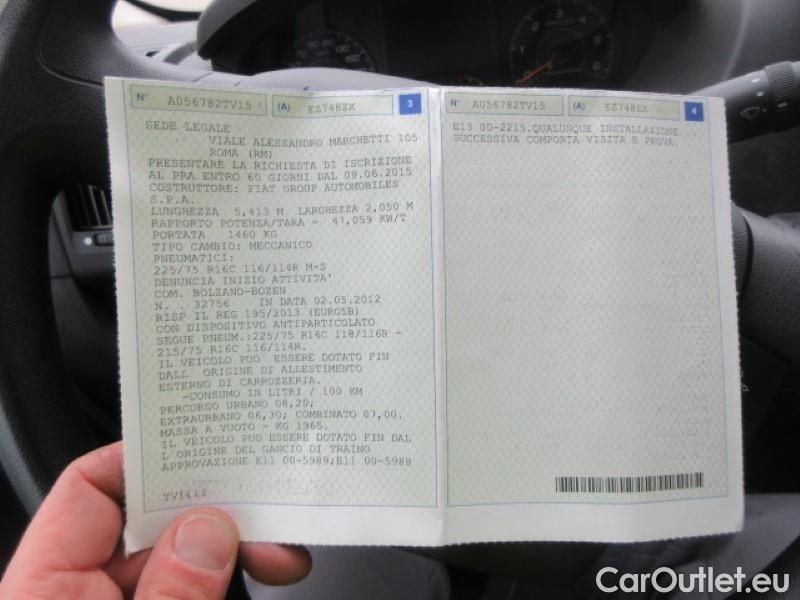 N° A056782TV15 (A) EZ748ZX 3
SEDE LEGALE
VIALE ALESSANDRO MARCHETTI 105
ROMA (RM)
PRESENTARE LA RICHIESTA DI ISCRIZIONE
AL PRA ENTRO 60 GIORNI DAL 09.06.2015
COSTRUTTORE: FIAT GROUP AUTOMOBILES
S.P.A.
LUNGHEZZA 5,413 M LARGHEZZA 2,050 M
RAPPORTO POTENZA/TARA = 47,059 KW/T
PORTATA 1460 KG
TIPO CAMBIO: MECCANICO
PNEUMATICI:
225/75 R16C 116/114R M+S
DENUNCIA INIZIO ATTIVITA'
COM. BOLZANO-BOZEN
N. . 32756 IN DATA 02.05.2012
RISP IL REG 195/2013 (EURO5B)
CON DISPOSITIVO ANTIPARTICOLATO
SEGUE PNEUM.:225/75 R16C 118/116R -
215/75 R16C 116/114R.
IL VEICOLO PUO' ESSERE DOTATO FIN
DALL ORIGINE DI ALLESTIMENTO
ESTERNO DI CARROZZERIA.
-CONSUMO IN LITRI / 100 KM
PERCORSO URBANO 08,20;
EXTRAURBANO 06,30; COMBINATO 07,00.
MASSA A VUOTO - KG 1965.
IL VEICOLO PUO ESSERE DOTATO FIN DAL
L'ORIGINE DEL GANCIO DI TRAINO
APPROVAZIONE E11 00-5989;E11 00-5988
N° A056782TV15 (A) EZ748ZX 4
E13 0D-2215.QUALUNQUE INSTALLAZIONE
SUCCESSIVA COMPORTA VISITA E PROVA.
CarOutlet.eu